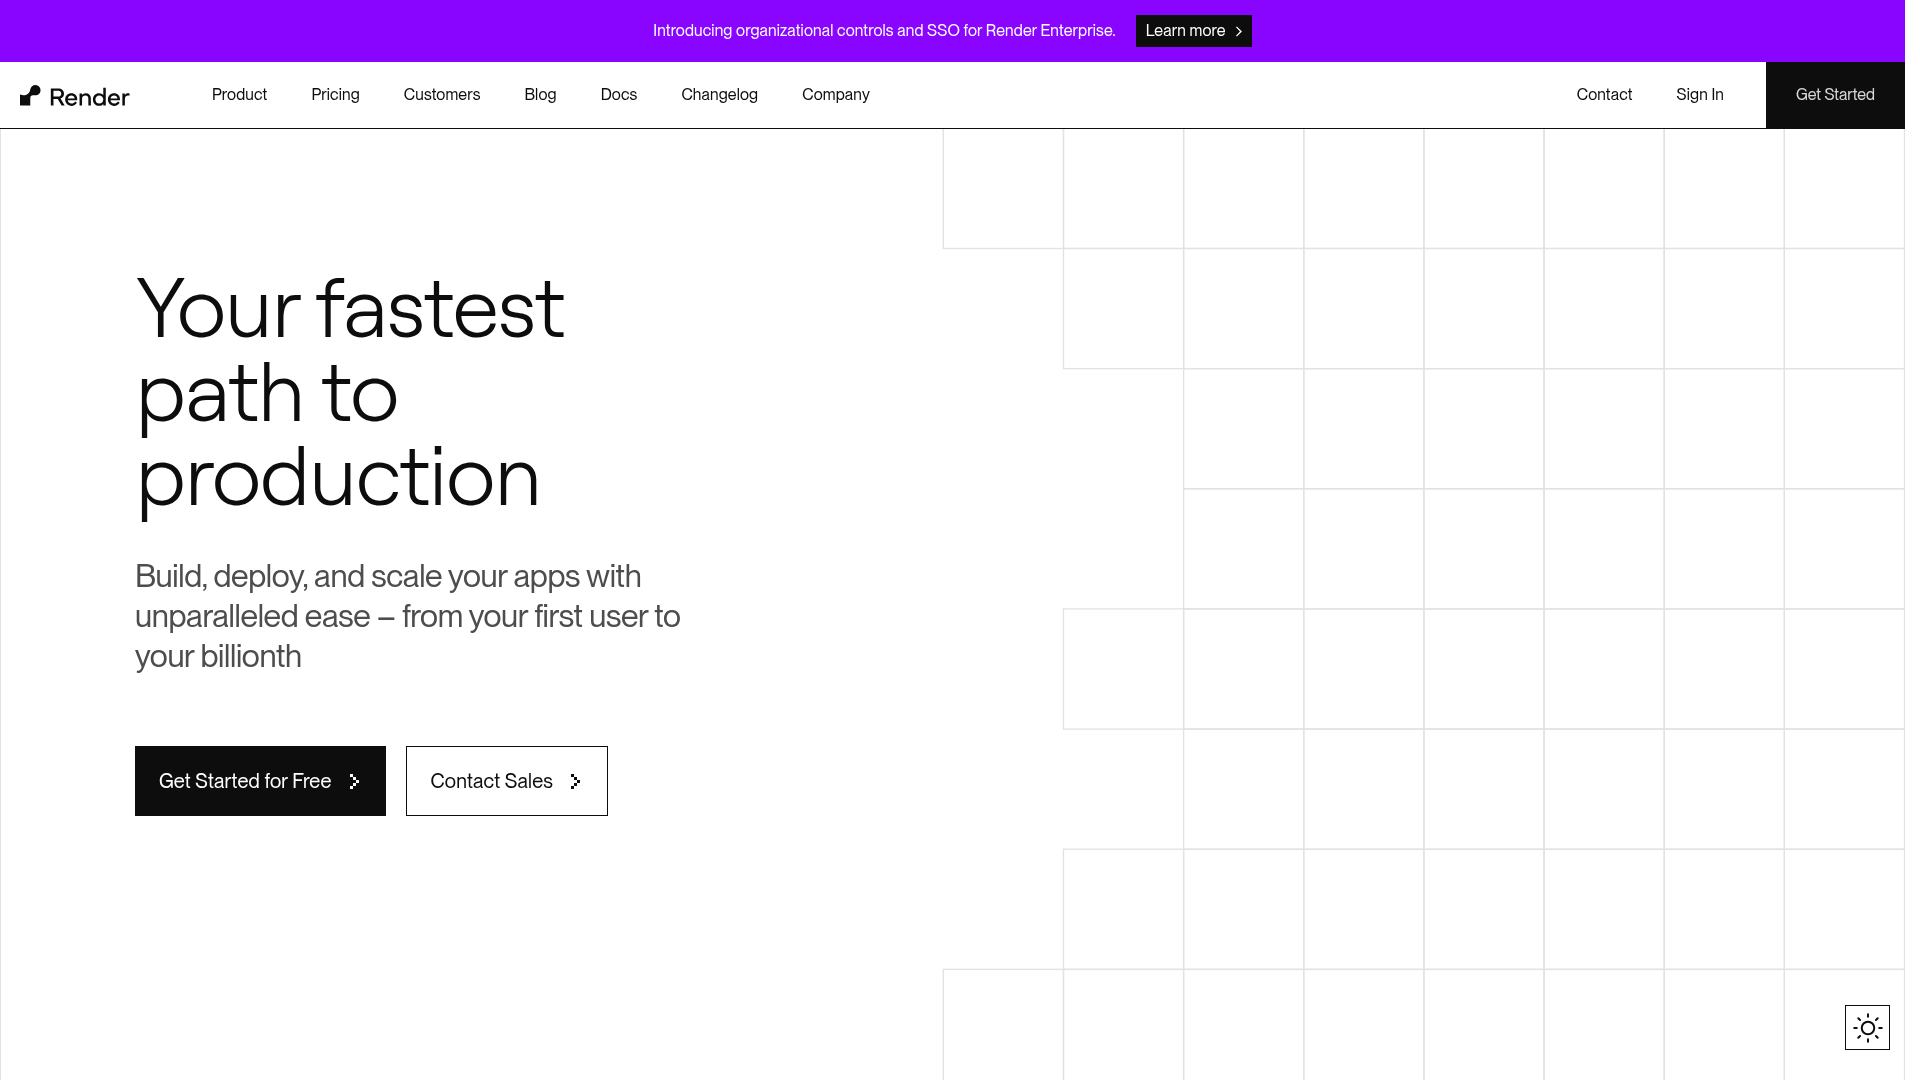 Introducing organizational controls and SSO for Render Enterprise. Learn more
Render Product Pricing Customers Blog Docs Changelog Company Contact Sign In Get Started
Your fastest
path to
production
Build, deploy, and scale your apps with
unparalleled ease – from your first user to
your billionth
Get Started for Free Contact Sales